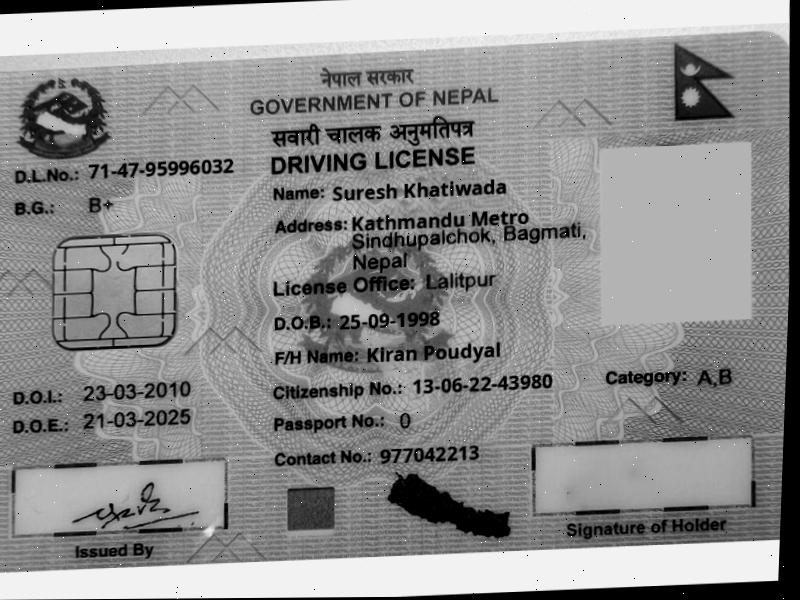 नेपाल सरकार
GOVERNMENT OF NEPAL
सवारी चालक अनुमतिपत्र
DRIVING LICENSE
D.L.No.: 71-47-95996032
B.G.: B+
Name: Suresh Khatiwada
Address: Kathmandu Metro
Sindhupalchok, Bagmati,
Nepal
License Office: Lalitpur
D.O.B.: 25-09-1998
F/H Name: Kiran Poudyal
D.O.I.: 23-03-2010
Citizenship No.: 13-06-22-43980
Category: A,B
D.O.E.: 21-03-2025
Passport No.: 0
Contact No.: 977042213
Issued By
Signature of Holder